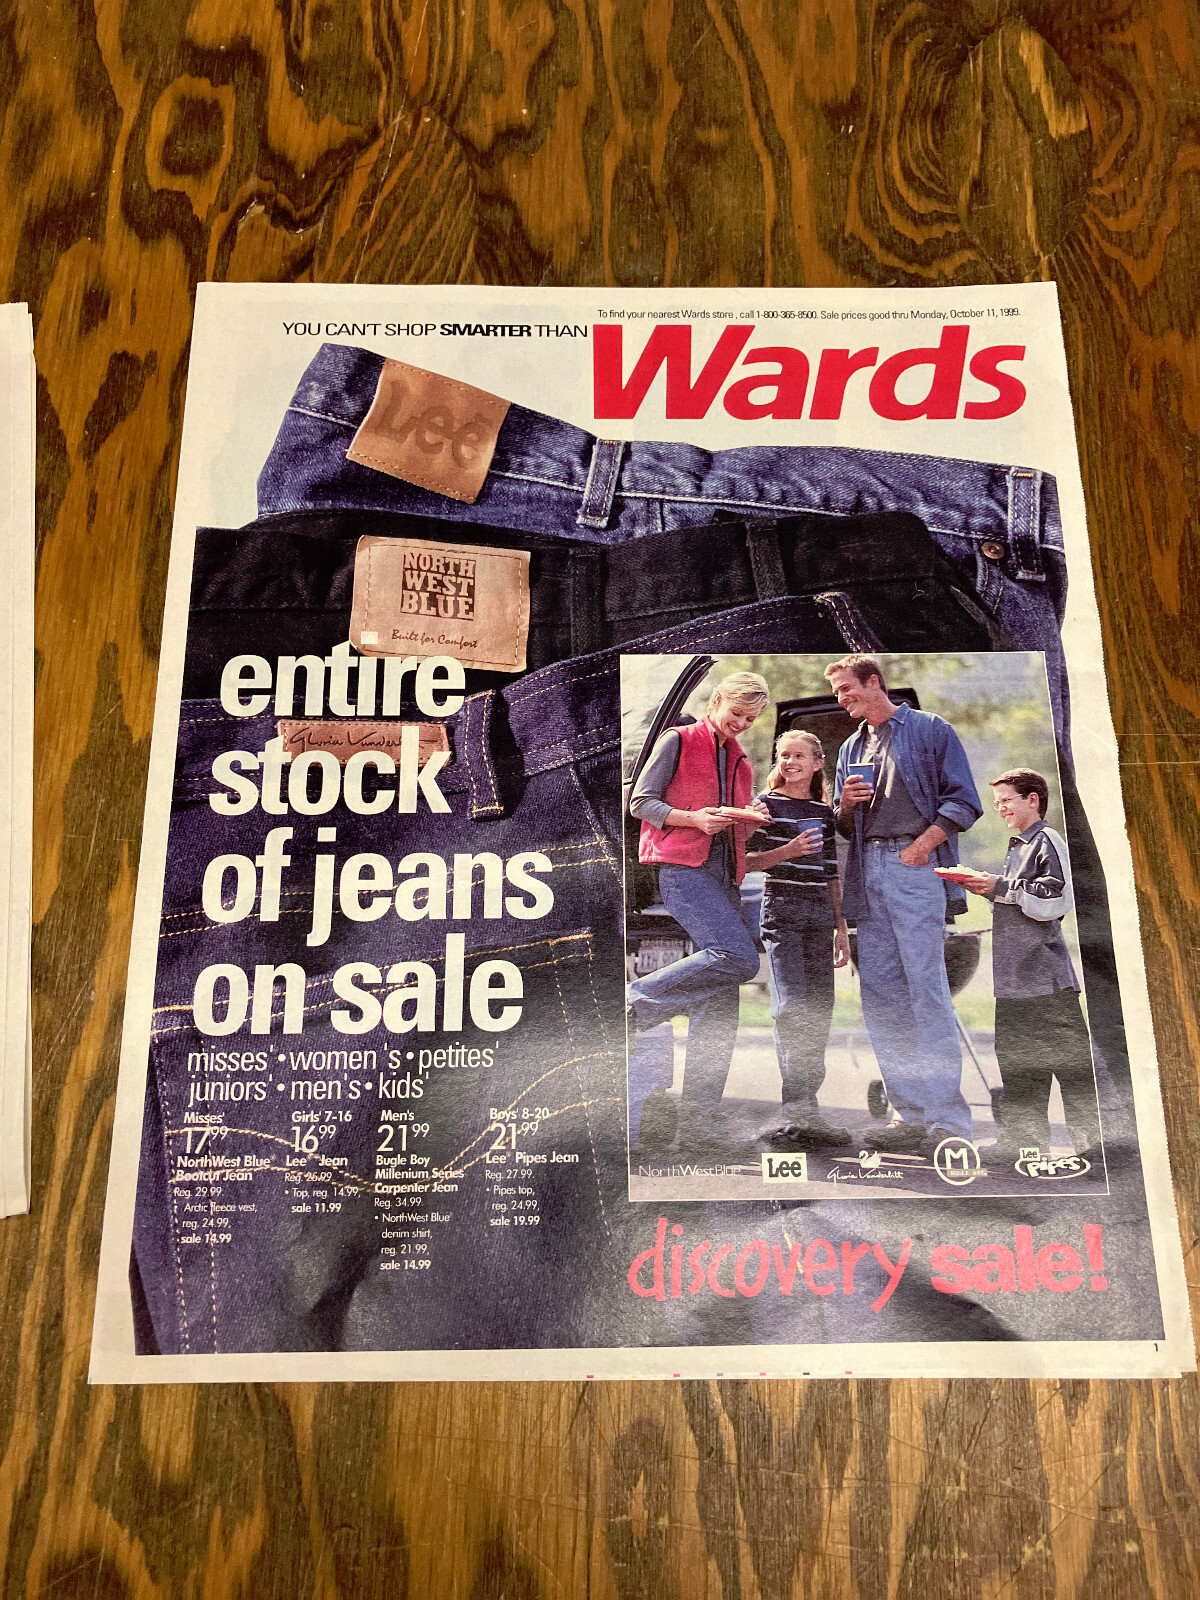 To find your nearest Wards store, call 1-800-365-8500. Sale prices good thru Monday, October 11, 1999.
YOU CAN'T SHOP SMARTER THAN
Wards
Lee
NORTH
WEST
BLUE
Built for Comfort
Gloria Vander
entire
stock
of jeans
on sale
misses' • women's • petites'
juniors' • men's • kids'
Misses'
17.99
NorthWest Blue®
Bootcut Jean
Reg. 29.99.
Arctic fleece vest,
reg. 24.99,
sale 14.99
Girls' 7-16
16.99
Lee® Jean
Reg. 26.99
• Top, reg. 14.99,
sale 11.99
Men's
21.99
Bugle Boy
Millenium Series
Carpenter Jean
Reg. 34.99.
• NorthWest Blue
denim shirt,
reg. 21.99,
sale 14.99
Boys' 8-20
21.99
Lee® Pipes Jean
Reg. 27.99.
• Pipes top,
reg. 24.99,
sale 19.99
NorthWestBlue
Lee
Gloria Vanderbilt
M
Lee
PIPES
discovery sale!
1